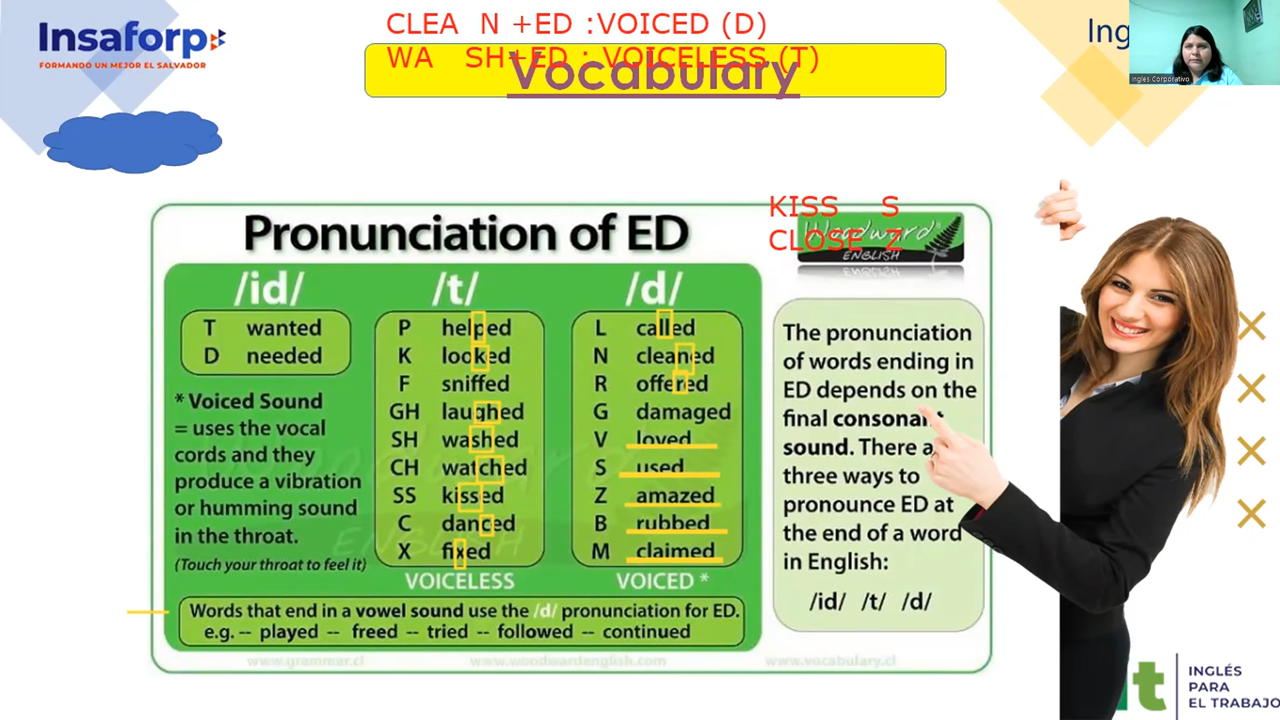 Insaforp
FORMANDO UN MEJOR EL SALVADOR
CLEA N +ED :VOICED (D)
WA SH+ED : VOICELESS (T)
Vocabulary
Ing
Ingles Corporativo
KISS S
CLOSE Z
Woodward
ENGLISH
Pronunciation of ED
/id/
T wanted
D needed
* Voiced Sound
= uses the vocal
cords and they
produce a vibration
or humming sound
in the throat.
(Touch your throat to feel it)
/t/
P helped
K looked
F sniffed
GH laughed
SH washed
CH watched
SS kissed
C danced
X fixed
VOICELESS
/d/
L called
N cleaned
R offered
G damaged
V loved
S used
Z amazed
B rubbed
M claimed
VOICED *
Words that end in a vowel sound use the /d/ pronunciation for ED.
e.g. -- played -- freed -- tried -- followed -- continued
The pronunciation
of words ending in
ED depends on the
final consonant
sound. There a
three ways to
pronounce ED at
the end of a word
in English:
/id/ /t/ /d/
www.grammar.cl www.woodwardenglish.com www.vocabulary.cl
t
INGLÉS
PARA
EL TRABAJO